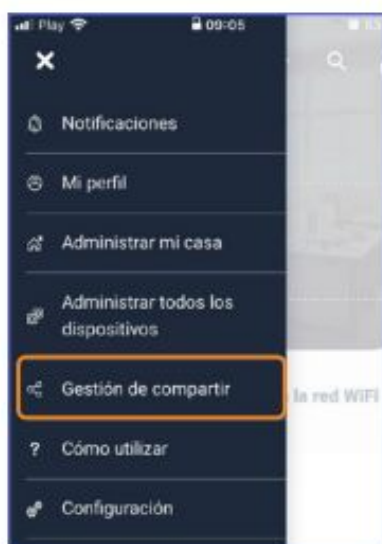 Play 09:05
Notificaciones
Mi perfil
Administrar mi casa
Administrar todos los
dispositivos
Gestión de compartir
la red WiFi
? Cómo utilizar
Configuración